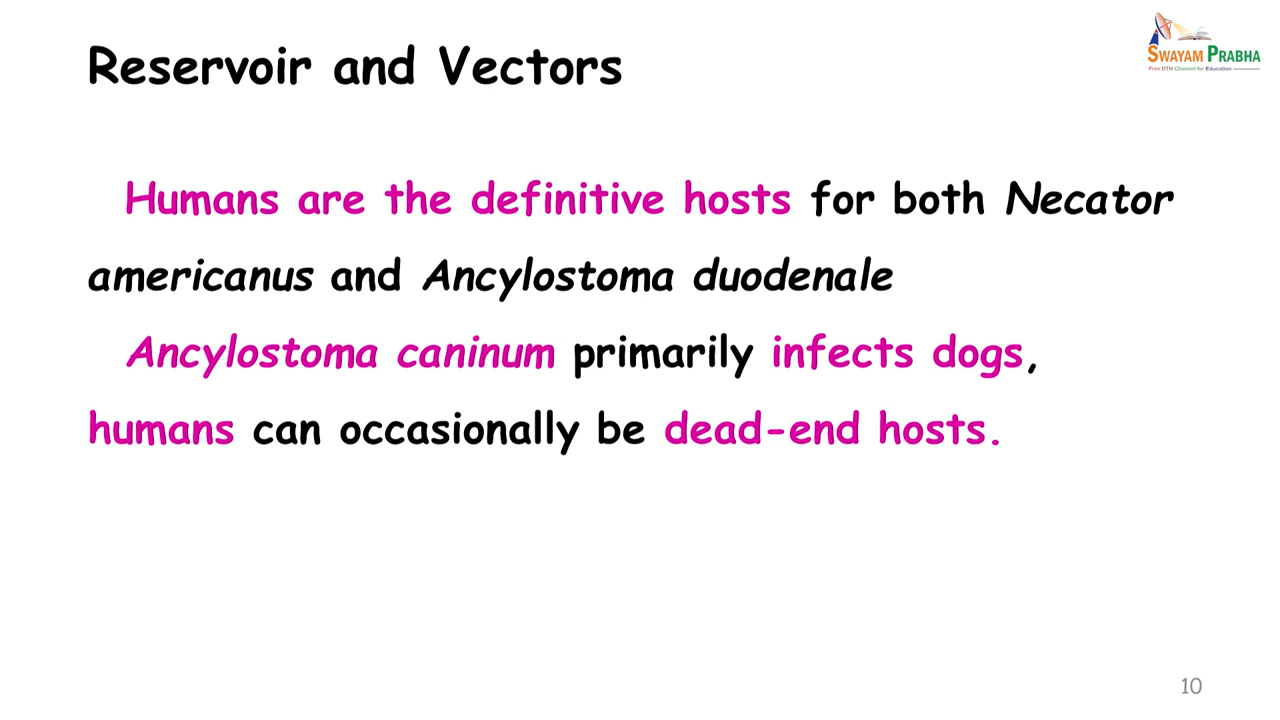 Reservoir and Vectors
SWAYAM PRABHA
Free DTH Channel for Education
Humans are the definitive hosts for both Necator
americanus and Ancylostoma duodenale
Ancylostoma caninum primarily infects dogs,
humans can occasionally be dead-end hosts.
10